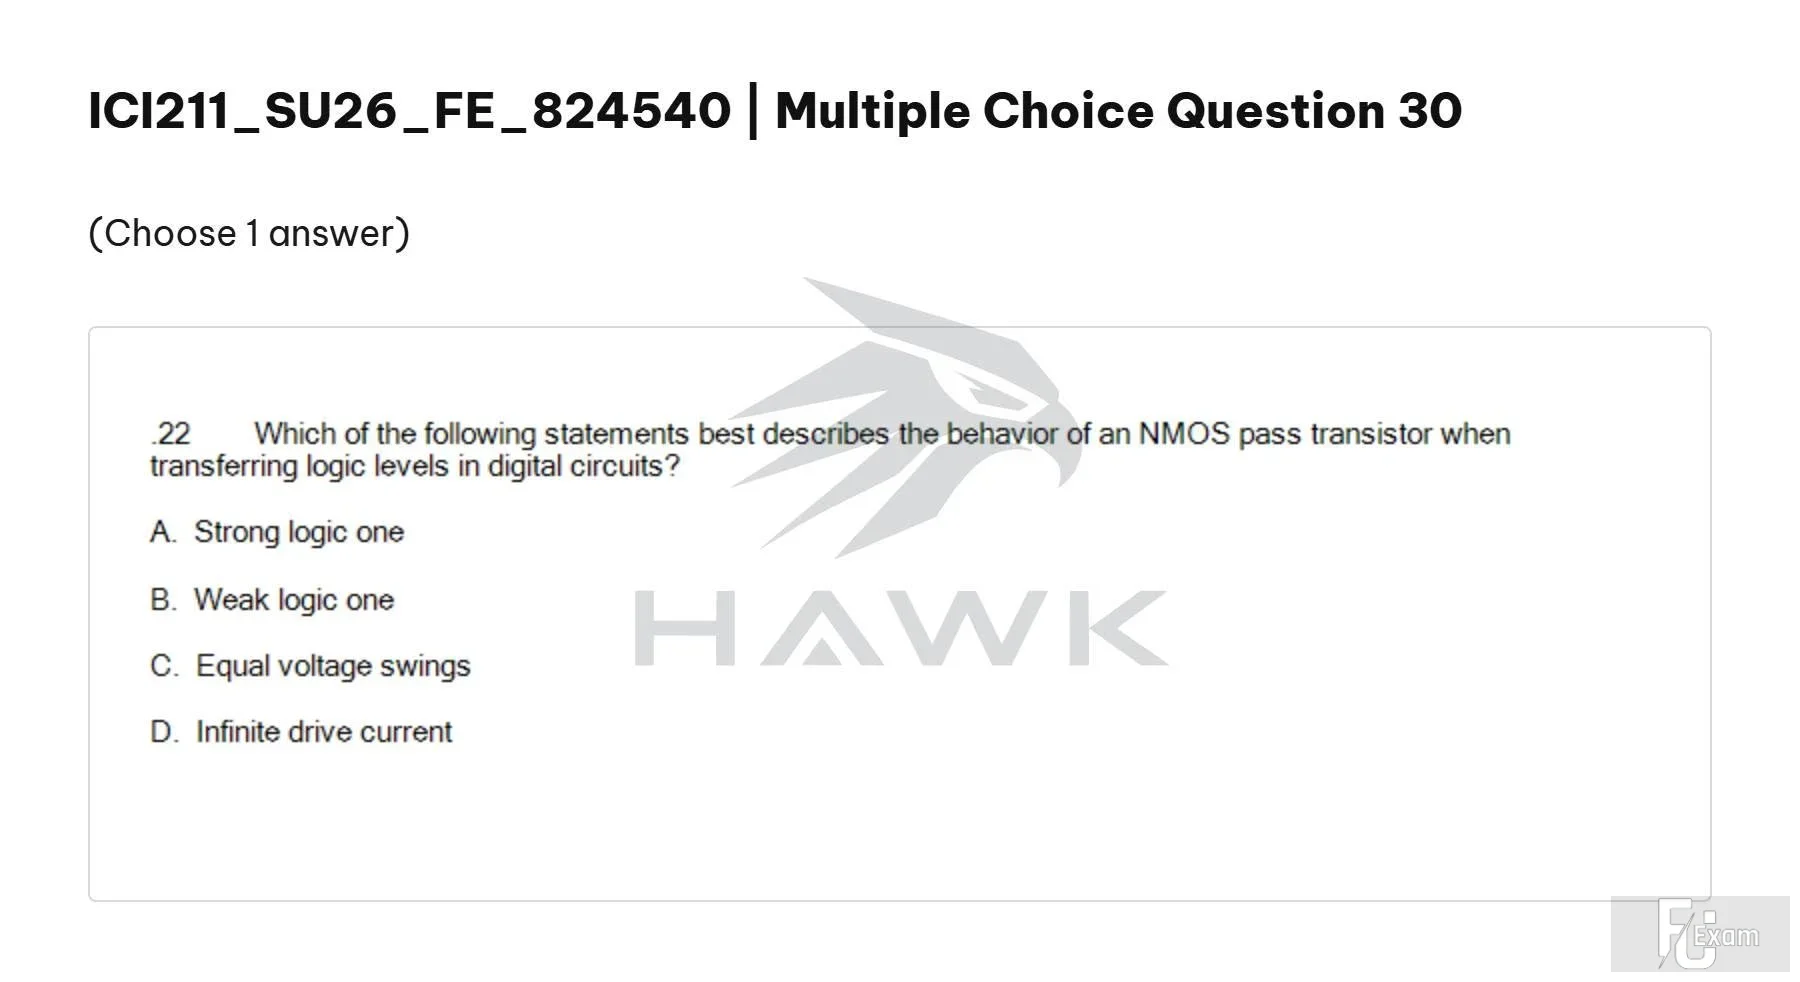 ICI211_SU26_FE_824540 | Multiple Choice Question 30
(Choose 1 answer)
.22 Which of the following statements best describes the behavior of an NMOS pass transistor when
transferring logic levels in digital circuits?
A. Strong logic one
B. Weak logic one
HAWK
C. Equal voltage swings
D. Infinite drive current
FU Exam